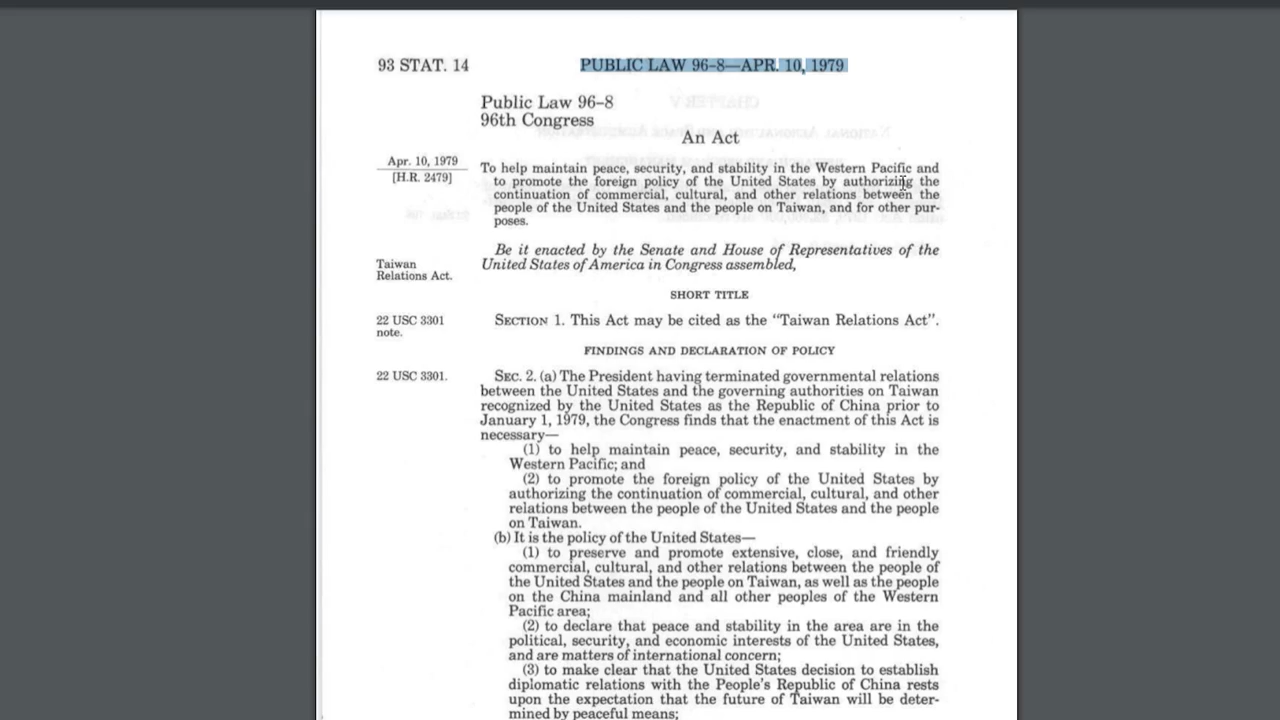 93 STAT. 14
PUBLIC LAW 96–8—APR. 10, 1979
Public Law 96–8
96th Congress
An Act
Apr. 10, 1979
[H.R. 2479]
To help maintain peace, security, and stability in the Western Pacific and
to promote the foreign policy of the United States by authorizing the
continuation of commercial, cultural, and other relations between the
people of the United States and the people on Taiwan, and for other pur-
poses.
Be it enacted by the Senate and House of Representatives of the
United States of America in Congress assembled,
Taiwan
Relations Act.
SHORT TITLE
22 USC 3301
note.
SECTION 1. This Act may be cited as the “Taiwan Relations Act”.
FINDINGS AND DECLARATION OF POLICY
22 USC 3301.
SEC. 2. (a) The President having terminated governmental relations
between the United States and the governing authorities on Taiwan
recognized by the United States as the Republic of China prior to
January 1, 1979, the Congress finds that the enactment of this Act is
necessary—
(1) to help maintain peace, security, and stability in the
Western Pacific; and
(2) to promote the foreign policy of the United States by
authorizing the continuation of commercial, cultural, and other
relations between the people of the United States and the people
on Taiwan.
(b) It is the policy of the United States—
(1) to preserve and promote extensive, close, and friendly
commercial, cultural, and other relations between the people of
the United States and the people on Taiwan, as well as the people
on the China mainland and all other peoples of the Western
Pacific area;
(2) to declare that peace and stability in the area are in the
political, security, and economic interests of the United States,
and are matters of international concern;
(3) to make clear that the United States decision to establish
diplomatic relations with the People’s Republic of China rests
upon the expectation that the future of Taiwan will be deter-
mined by peaceful means;